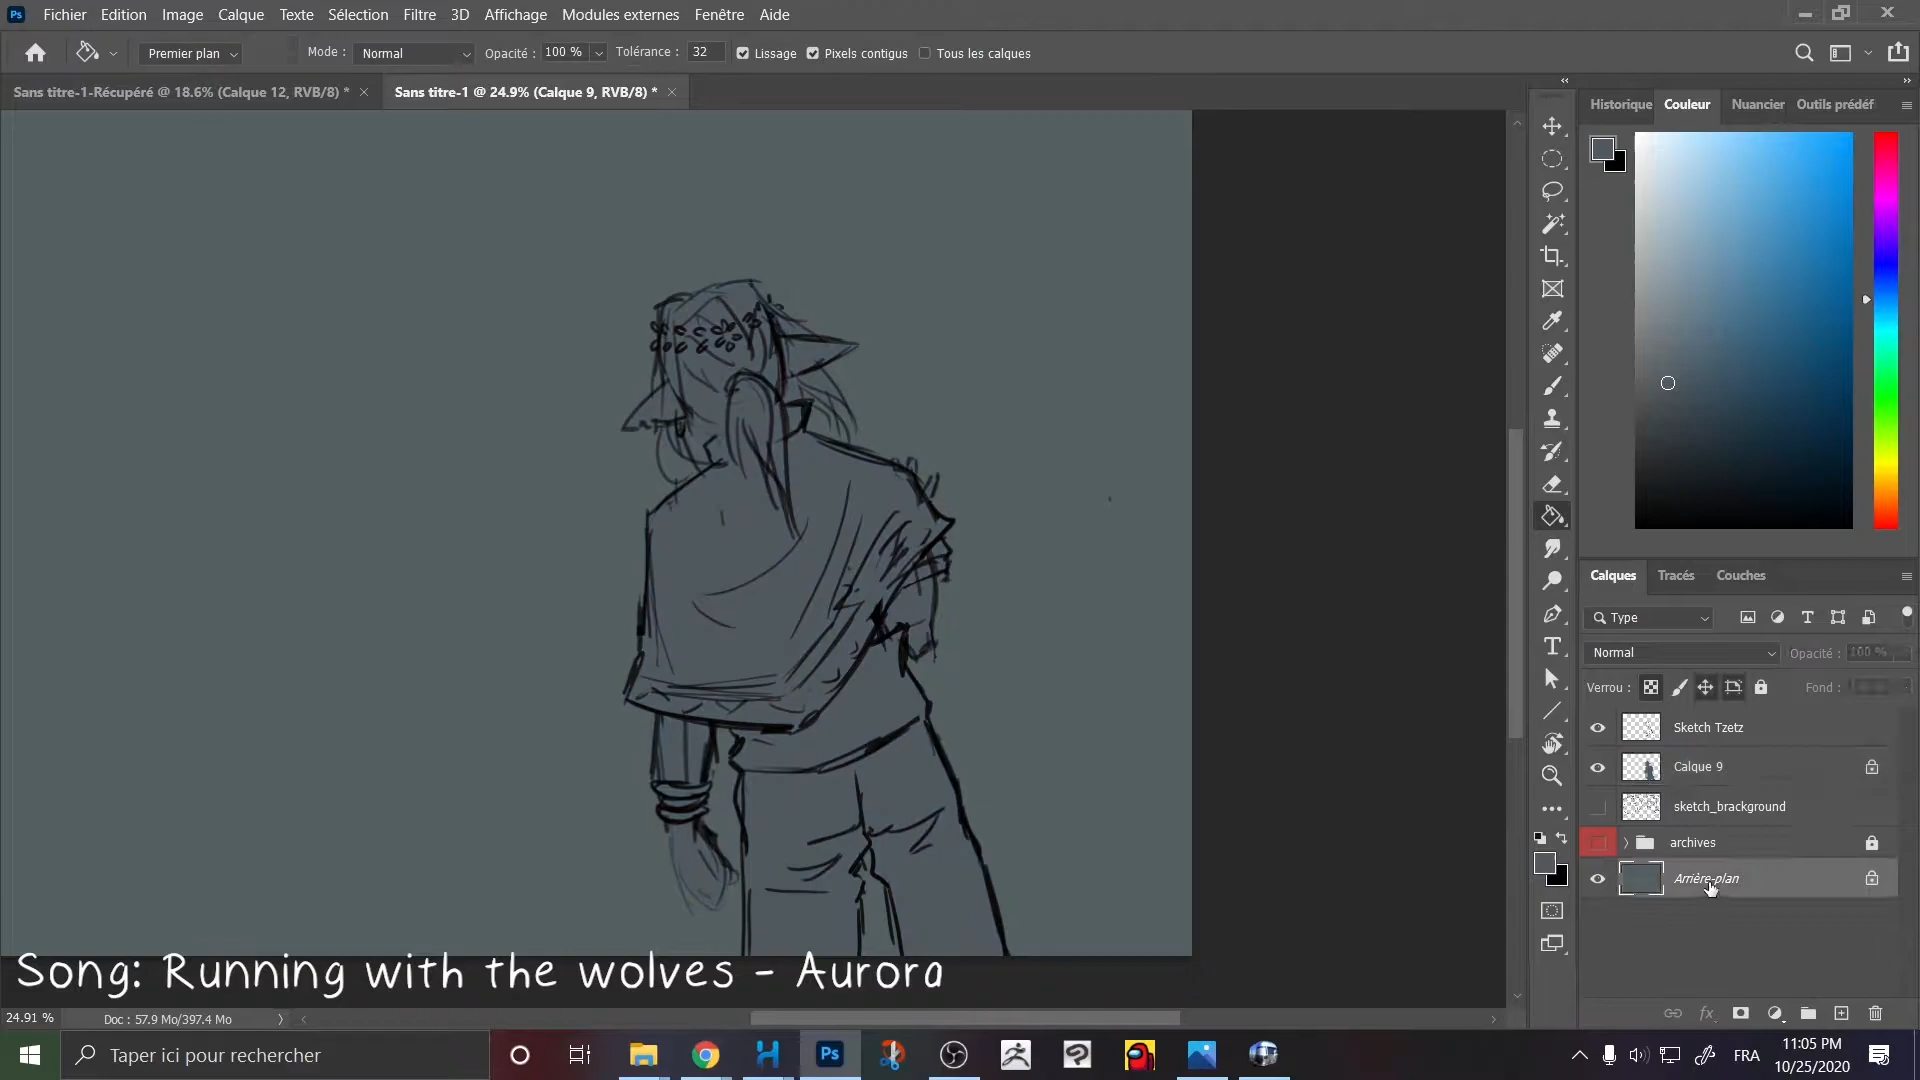 Fichier Edition Image Calque Texte Sélection Filtre 3D Affichage Modules externes Fenêtre Aide
Premier plan Mode : Normal Opacité : 100 % Tolérance : 32 Lissage Pixels contigus Tous les calques
Sans titre-1-Récupéré @ 18.6% (Calque 12, RVB/8) * Sans titre-1 @ 24.9% (Calque 9, RVB/8) *
Historique Couleur Nuancier Outils prédéf
Calques Tracés Couches
Type
Normal Opacité : 100 %
Verrou : Fond :
Sketch Tzetz
Calque 9
sketch_brackground
archives
Arrière-plan
Song: Running with the wolves - Aurora
24.91 % Doc : 57.9 Mo/397.4 Mo
Taper ici pour rechercher
FRA
11:05 PM
10/25/2020